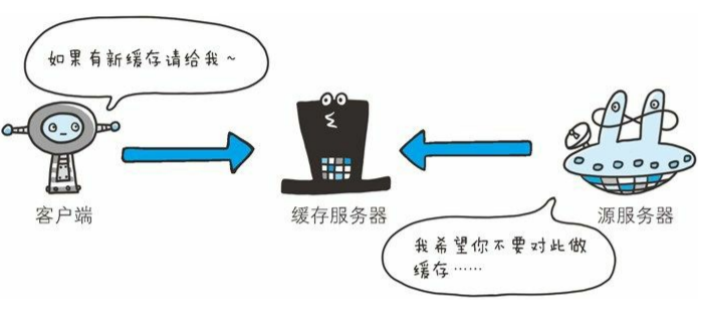 如果有新缓存请给我~
客户端
缓存服务器
源服务器
我希望你不要对此做
缓存……